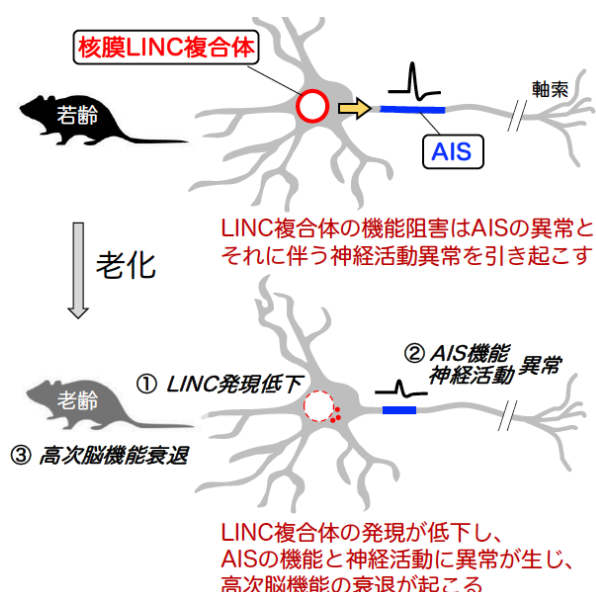 核膜LINC複合体
若齢
軸索
AIS
LINC複合体の機能阻害はAISの異常と
それに伴う神経活動異常を引き起こす
老化
① LINC発現低下
② AIS機能
神経活動 異常
老齢
③ 高次脳機能衰退
LINC複合体の発現が低下し、
AISの機能と神経活動に異常が生じ、
高次脳機能の衰退が起こる